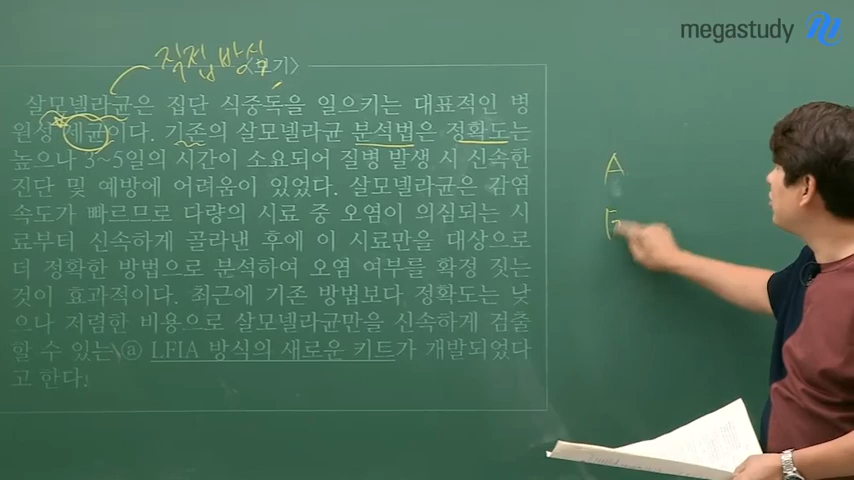 megastudy
직접 방식
<보기>
살모넬라균은 집단 식중독을 일으키는 대표적인 병
원성 세균이다. 기존의 살모넬라균 분석법은 정확도는
높으나 3~5일의 시간이 소요되어 질병 발생 시 신속한
진단 및 예방에 어려움이 있었다. 살모넬라균은 감염
속도가 빠르므로 다량의 시료 중 오염이 의심되는 시
료부터 신속하게 골라낸 후에 이 시료만을 대상으로
더 정확한 방법으로 분석하여 오염 여부를 확정 짓는
것이 효과적이다. 최근에 기존 방법보다 정확도는 낮
으나 저렴한 비용으로 살모넬라균만을 신속하게 검출
할 수 있는 ⓐ LFIA 방식의 새로운 키트가 개발되었다
고 한다.
A